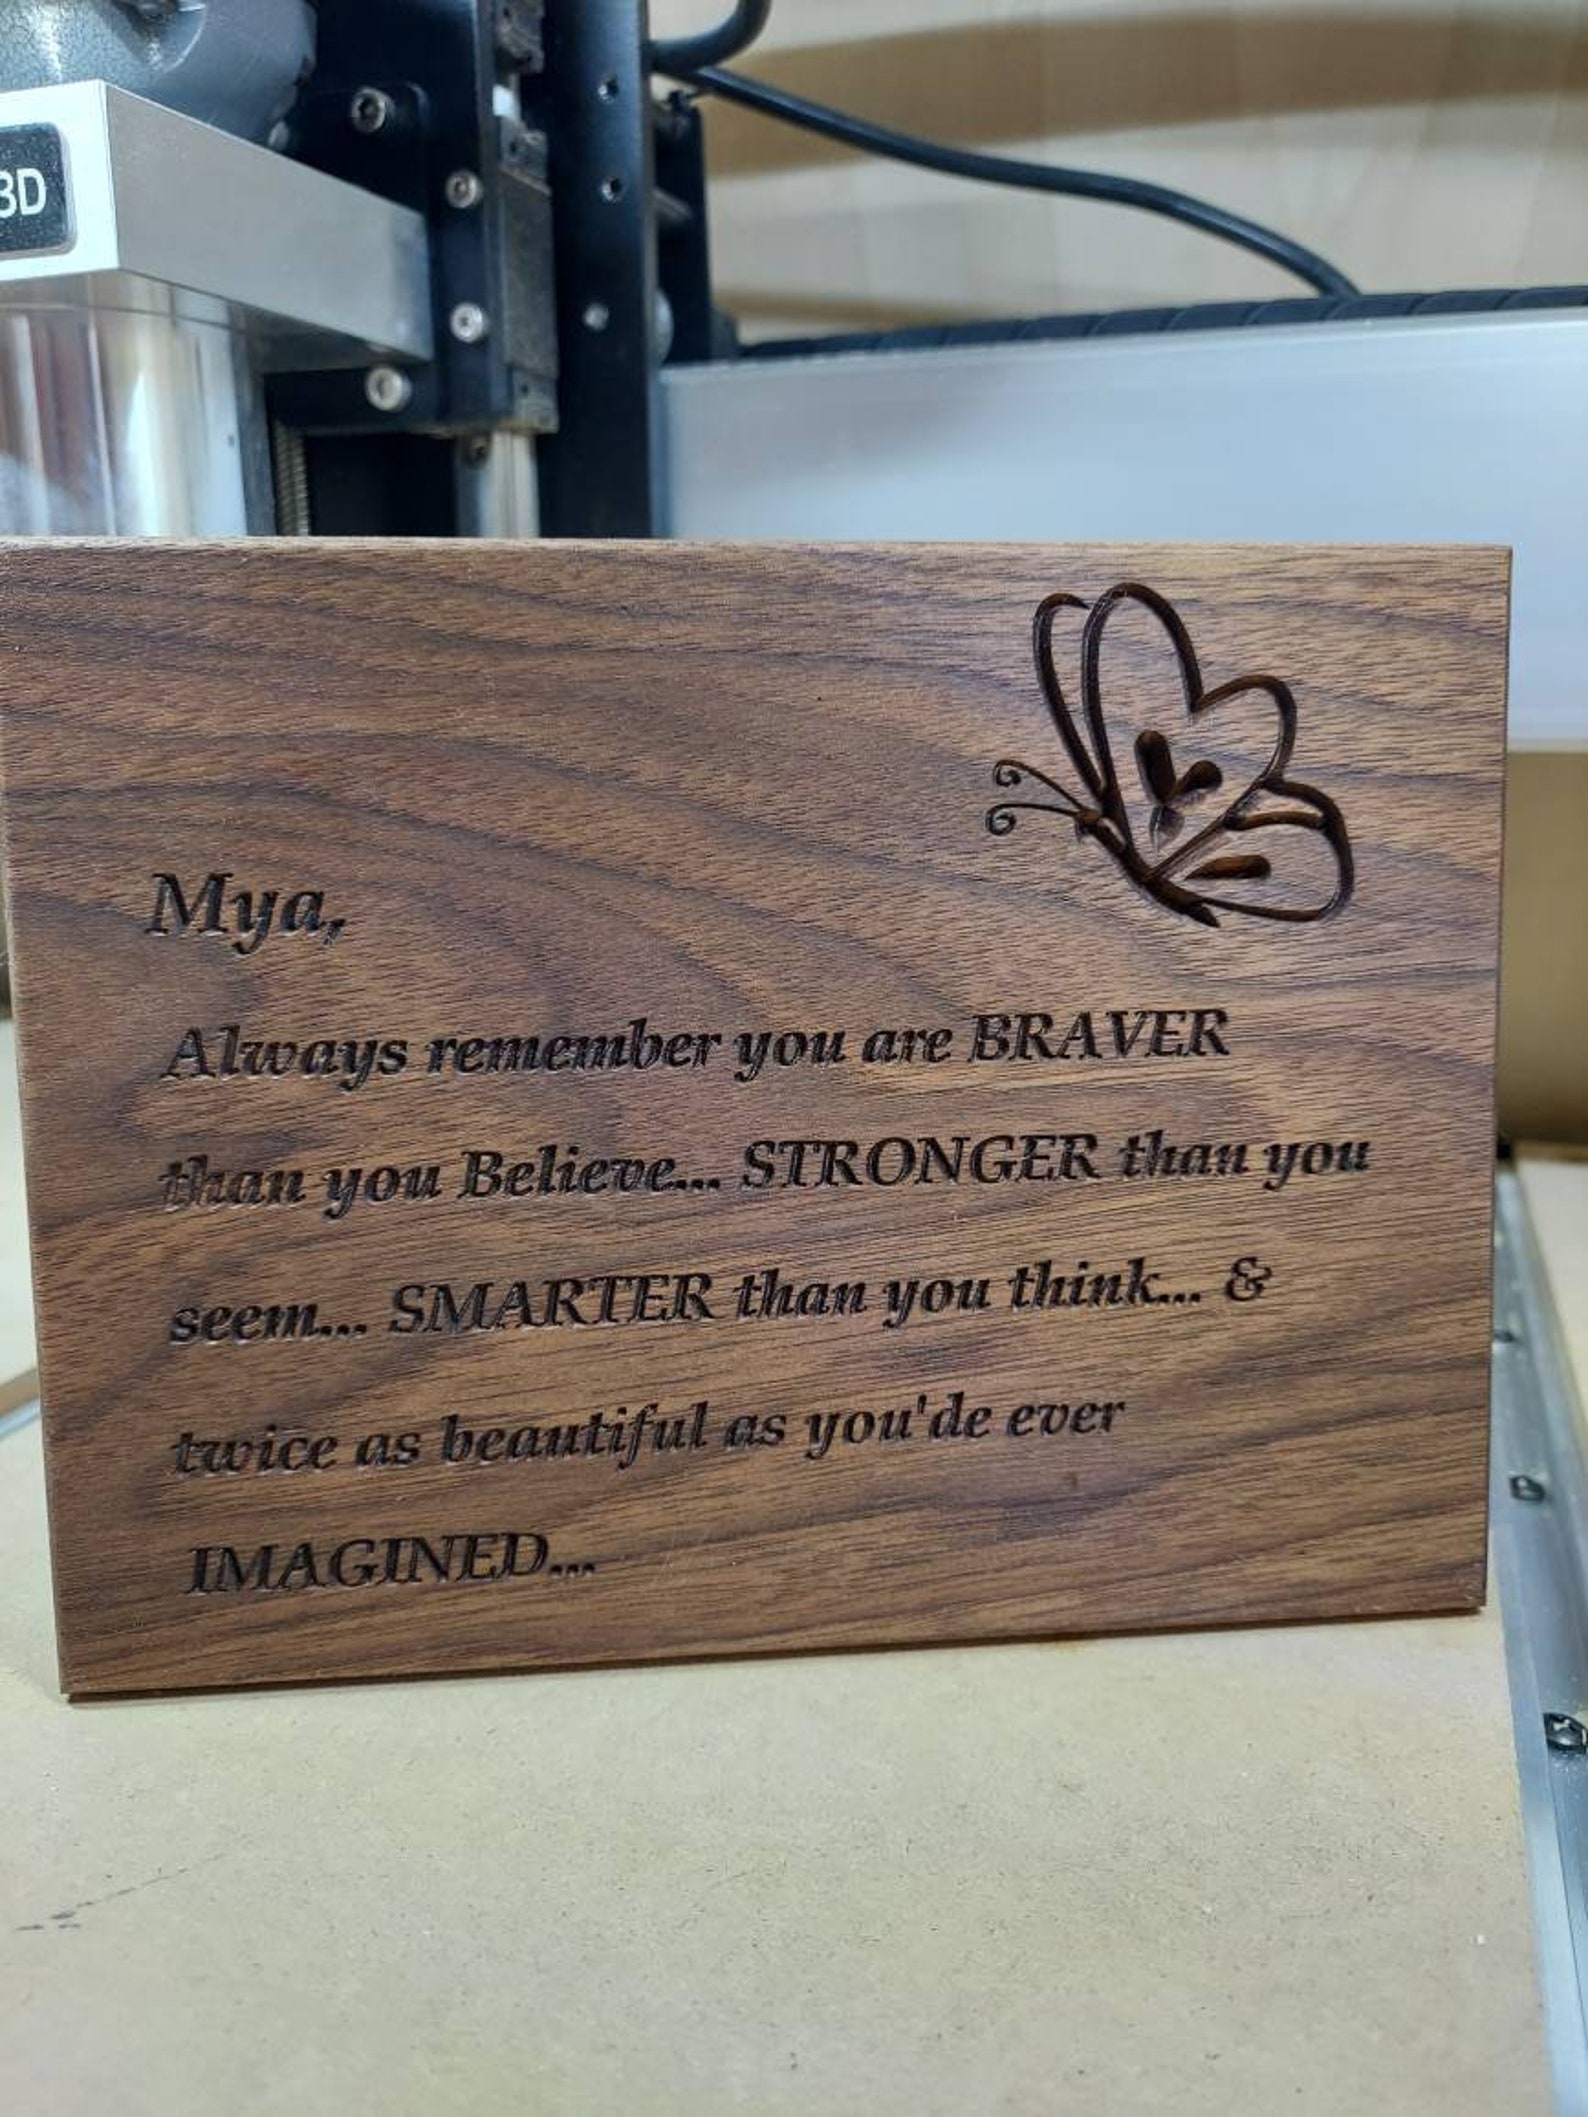 3D
Mya,
Always remember you are BRAVER
than you Believe... STRONGER than you
seem... SMARTER than you think... &
twice as beautiful as you'de ever
IMAGINED...